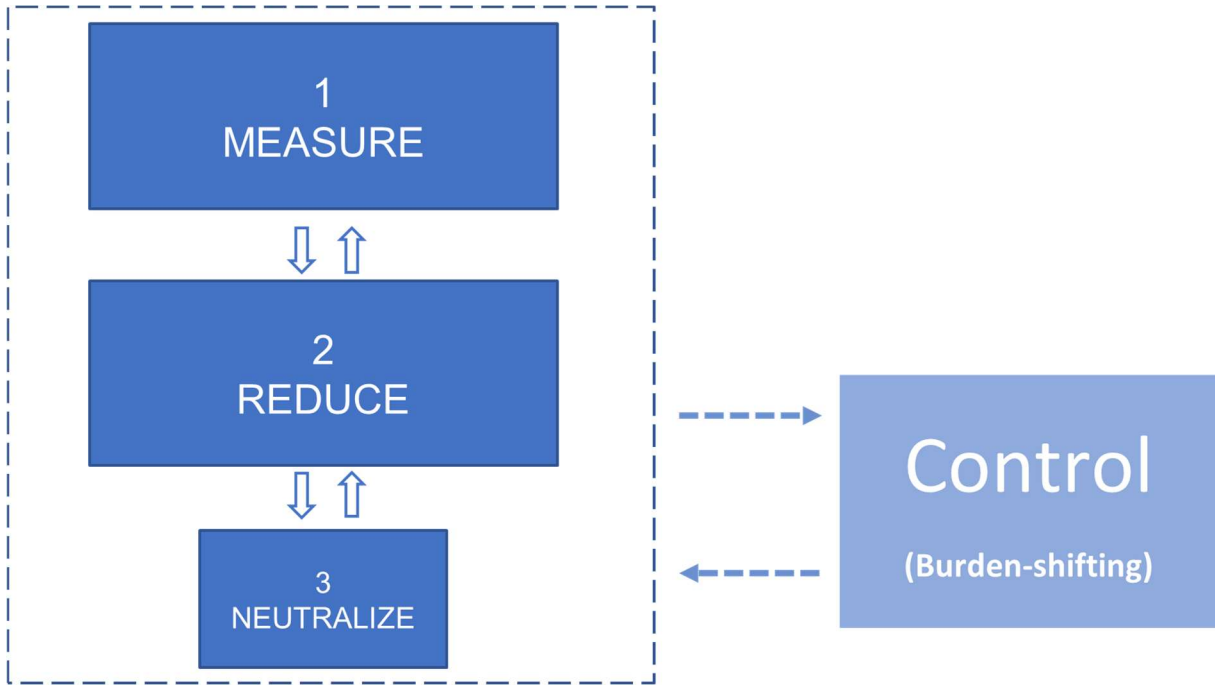 1
MEASURE
2
REDUCE
3
NEUTRALIZE
Control
(Burden-shifting)